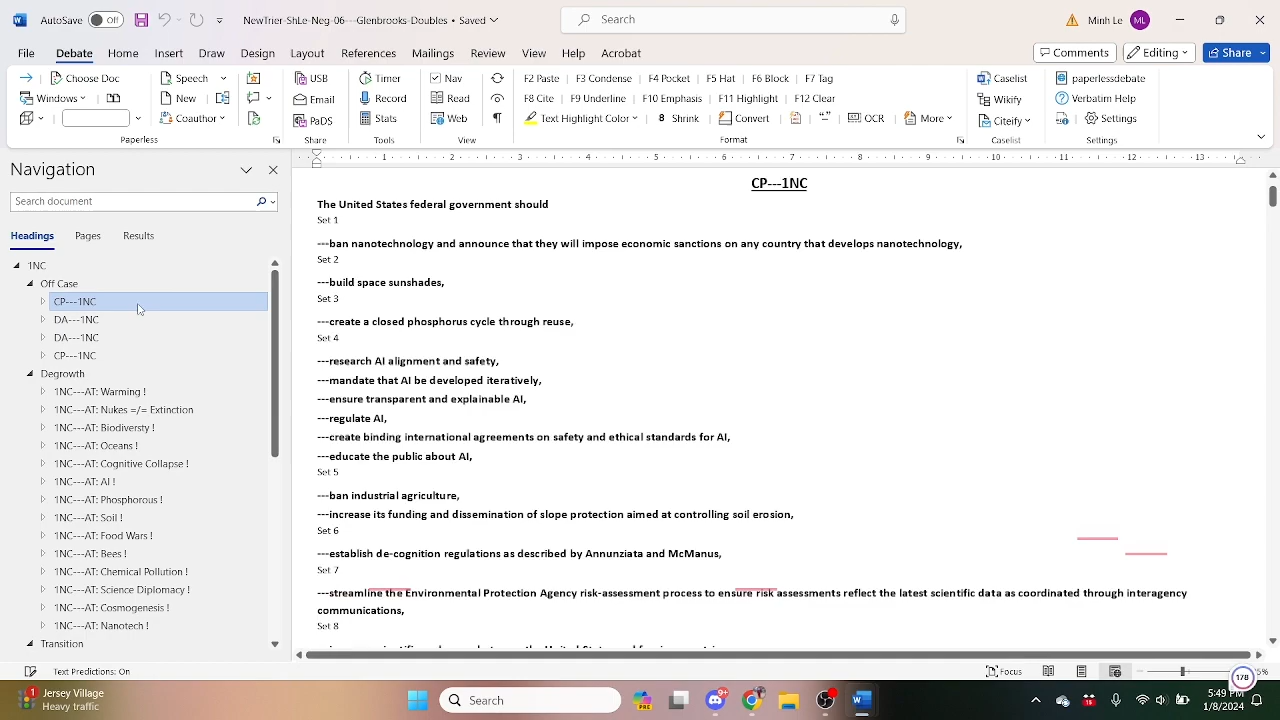 AutoSave Off NewTrier-Shle-06-----... • Saved Search Minh Le ML
File Debate Home Insert Draw Design Layout References Mailings Review View Help Acrobat Comments Editing Share
Choose Doc Speech USB Timer Nav F2 Paste F3 Condense F4 Pocket F5 Hat F6 Block F7 Tag Caselist paperlessdebate
Windows New Email Record Read F8 Cite F9 Underline F10 Emphasis F11 Highlight F12 Clear Wikify Verbatim Help
Coauthor PaDS Stats Web Text Highlight Color 8 Shrink Convert OCR More Citeify Settings
Paperless Share Tools View Format Caselist Settings
Navigation
Search document
Headings Pages Results
1NC
Off Case
CP---1NC
DA---1NC
DA---1NC
CP---1NC
Degrowth
1NC---AT: Warming !
1NC---AT: Nukes =/= Extinction
1NC---AT: Biodiversity !
1NC---AT: Oceans !
1NC---AT: Cognitive Collapse !
1NC---AT: AI !
1NC---AT: Phosphorous !
1NC---AT: Soil !
1NC---AT: Food Wars !
1NC---AT: Bees !
1NC---AT: Chemical Pollution !
1NC---AT: Science Diplomacy !
1NC---AT: Cosmogenesis !
1NC---AT: Nanotech !
Transition
1 2 3 4 5 6 7 8 9 10 11 12 13
CP---1NC
The United States federal government should
Set 1
---ban nanotechnology and announce that they will impose economic sanctions on any country that develops nanotechnology,
Set 2
---build space sunshades,
Set 3
---create a closed phosphorus cycle through reuse,
Set 4
---research AI alignment and safety,
---mandate that AI be developed iteratively,
---ensure transparent and explainable AI,
---regulate AI,
---create binding international agreements on safety and ethical standards for AI,
---educate the public about AI,
Set 5
---ban industrial agriculture,
---increase its funding and dissemination of slope protection aimed at controlling soil erosion,
Set 6
---establish de-cognition regulations as described by Annunziata and McManus,
Set 7
---streamline the Environmental Protection Agency risk-assessment process to ensure risk assessments reflect the latest scientific data as coordinated through interagency
communications,
Set 8
Text Predictions: On Focus 178
Jersey Village
Heavy traffic
Search
5:49 PM
1/8/2024